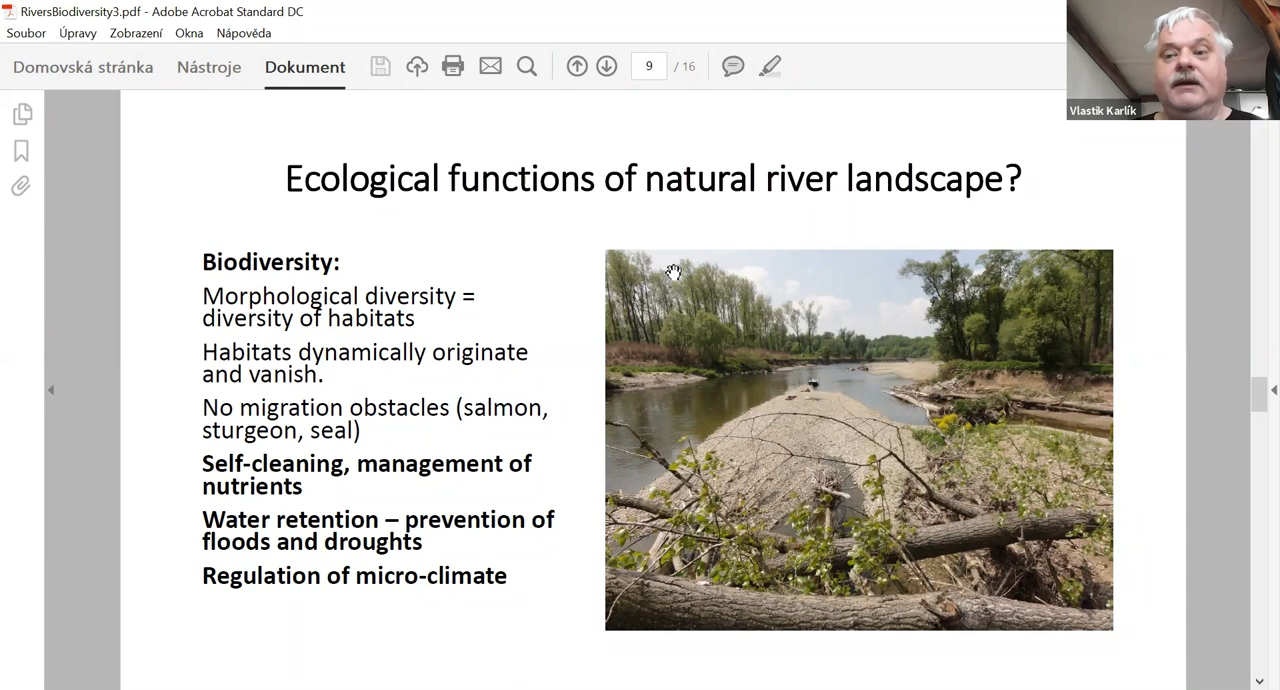 RiversBiodiversity3.pdf - Adobe Acrobat Standard DC
Soubor Úpravy Zobrazení Okna Nápověda
Domovská stránka Nástroje Dokument 9 / 16
Vlastik Karlík
Ecological functions of natural river landscape?
Biodiversity:
Morphological diversity =
diversity of habitats
Habitats dynamically originate
and vanish.
No migration obstacles (salmon,
sturgeon, seal)
Self-cleaning, management of
nutrients
Water retention – prevention of
floods and droughts
Regulation of micro-climate